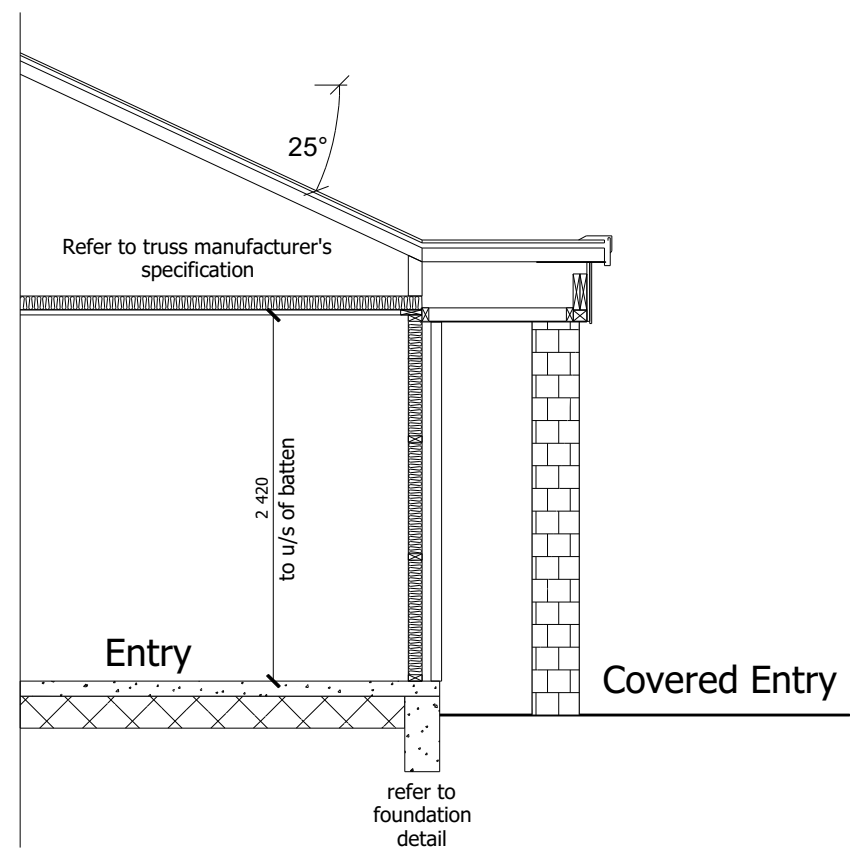 25°
Refer to truss manufacturer's
specification
2 420
to u/s of batten
Entry
Covered Entry
refer to
foundation
detail